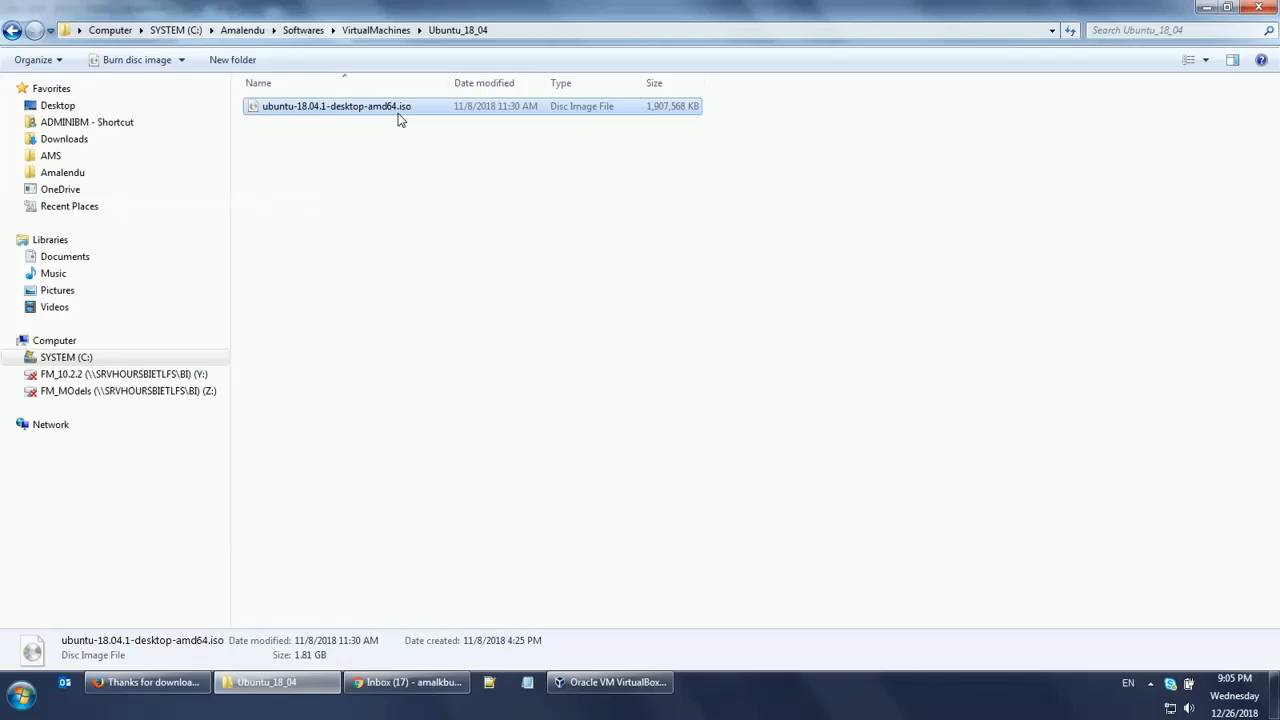 Computer SYSTEM (C:) Amalendu Softwares VirtualMachines Ubuntu_18_04 Search Ubuntu_18_04
Organize Burn disc image New folder
Favorites
Desktop
ADMINIBM - Shortcut
Downloads
AMS
Amalendu
OneDrive
Recent Places
Libraries
Documents
Music
Pictures
Videos
Computer
SYSTEM (C:)
FM_10.2.2 (\\SRVHOURSBIETLFS\BI) (Y:)
FM_MOdels (\\SRVHOURSBIETLFS\BI) (Z:)
Network
Name Date modified Type Size
ubuntu-18.04.1-desktop-amd64.iso 11/8/2018 11:30 AM Disc Image File 1,907,568 KB
ubuntu-18.04.1-desktop-amd64.iso Date modified: 11/8/2018 11:30 AM Date created: 11/8/2018 4:25 PM
Disc Image File Size: 1.81 GB
Thanks for downloa... Ubuntu_18_04 Inbox (17) - amalkbu... Oracle VM VirtualBox... EN
9:05 PM
Wednesday
12/26/2018